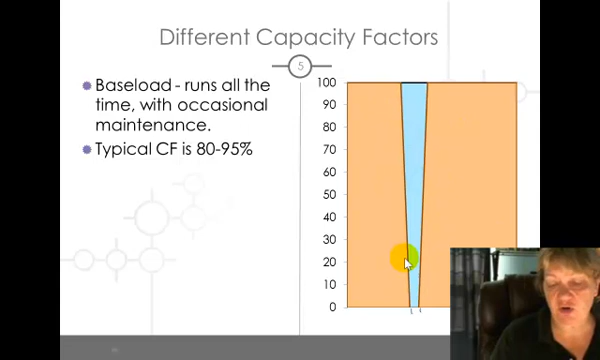 Different Capacity Factors
5
Baseload - runs all the
time, with occasional
maintenance.
Typical CF is 80-95%
100
90
80
70
60
50
40
30
20
10
0